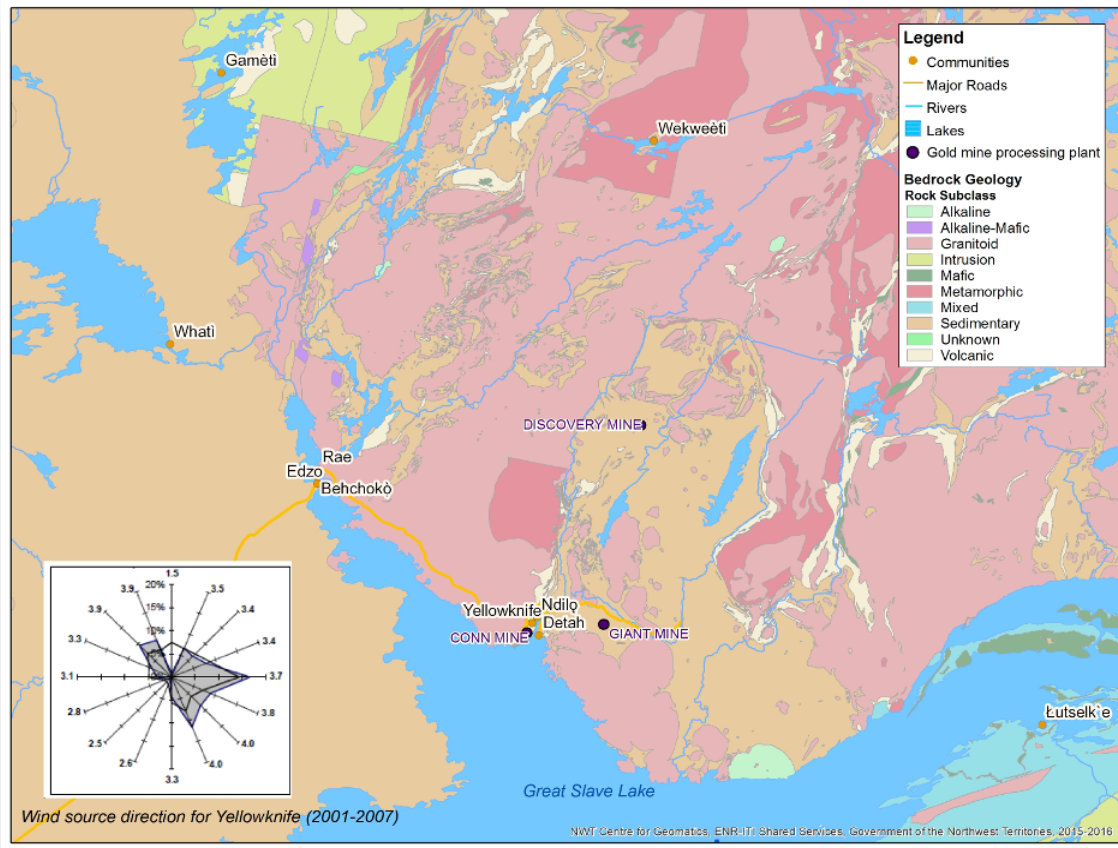 Gamètì
Wekweètì
Whatì
DISCOVERY MINE
Rae
Edzo
Behchokǫ̀
Yellowknife
Ndilǫ
Detah
CONN MINE
GIANT MINE
Łutselk`e
Great Slave Lake
Legend
Communities
Major Roads
Rivers
Lakes
Gold mine processing plant
Bedrock Geology
Rock Subclass
Alkaline
Alkaline-Mafic
Granitoid
Intrusion
Mafic
Metamorphic
Mixed
Sedimentary
Unknown
Volcanic
1.5
3.5
3.4
3.4
3.7
3.8
4.0
4.0
3.3
2.6
2.5
2.8
3.1
3.3
3.9
3.9
20%
15%
10%
Wind source direction for Yellowknife (2001-2007)
NWT Centre for Geomatics, ENR-ITI Shared Services, Government of the Northwest Territories, 2015-2016